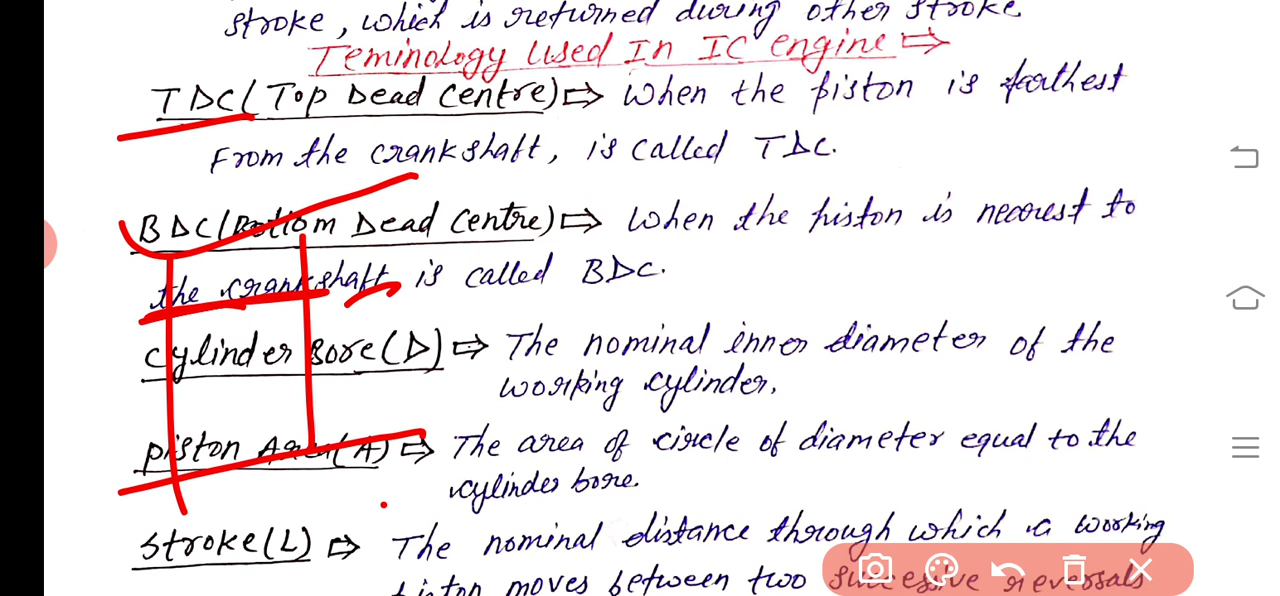 stroke, which is returned during other stroke.
Teminology Used In IC engine ⇒
TDC(Top Dead Centre) ⇒ When the piston is farthest
From the crankshaft, is called TDC.
BDC(Bottom Dead Centre) ⇒ When the piston is nearest to
the crankshaft, is called BDC.
Cylinder Bore(D) ⇒ The nominal inner diameter of the
working cylinder.
Piston Area(A) ⇒ The area of circle of diameter equal to the
cylinder bore.
Stroke(L) ⇒ The nominal distance through which a working
piston moves between two successive reversals